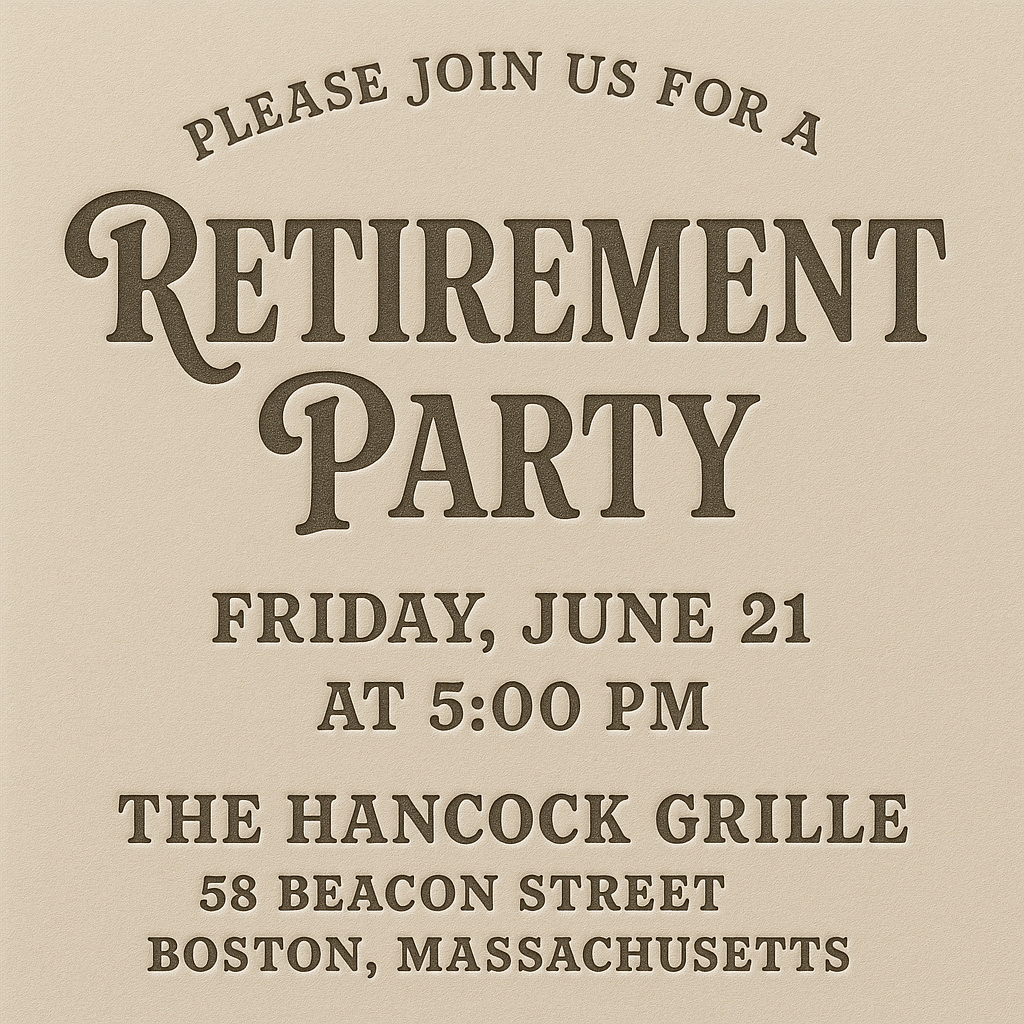 PLEASE JOIN US FOR A
RETIREMENT
PARTY
FRIDAY, JUNE 21
AT 5:00 PM
THE HANCOCK GRILLE
58 BEACON STREET
BOSTON, MASSACHUSETTS